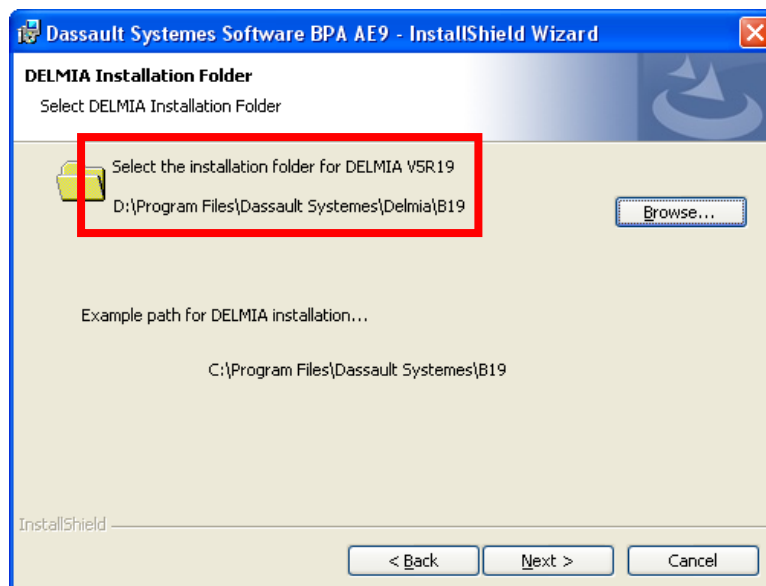 Dassault Systemes Software BPA AE9 - InstallShield Wizard
DELMIA Installation Folder
Select DELMIA Installation Folder
Select the installation folder for DELMIA V5R19
D:\Program Files\Dassault Systemes\Delmia\B19
Browse...
Example path for DELMIA installation...
C:\Program Files\Dassault Systemes\B19
InstallShield
< Back
Next >
Cancel